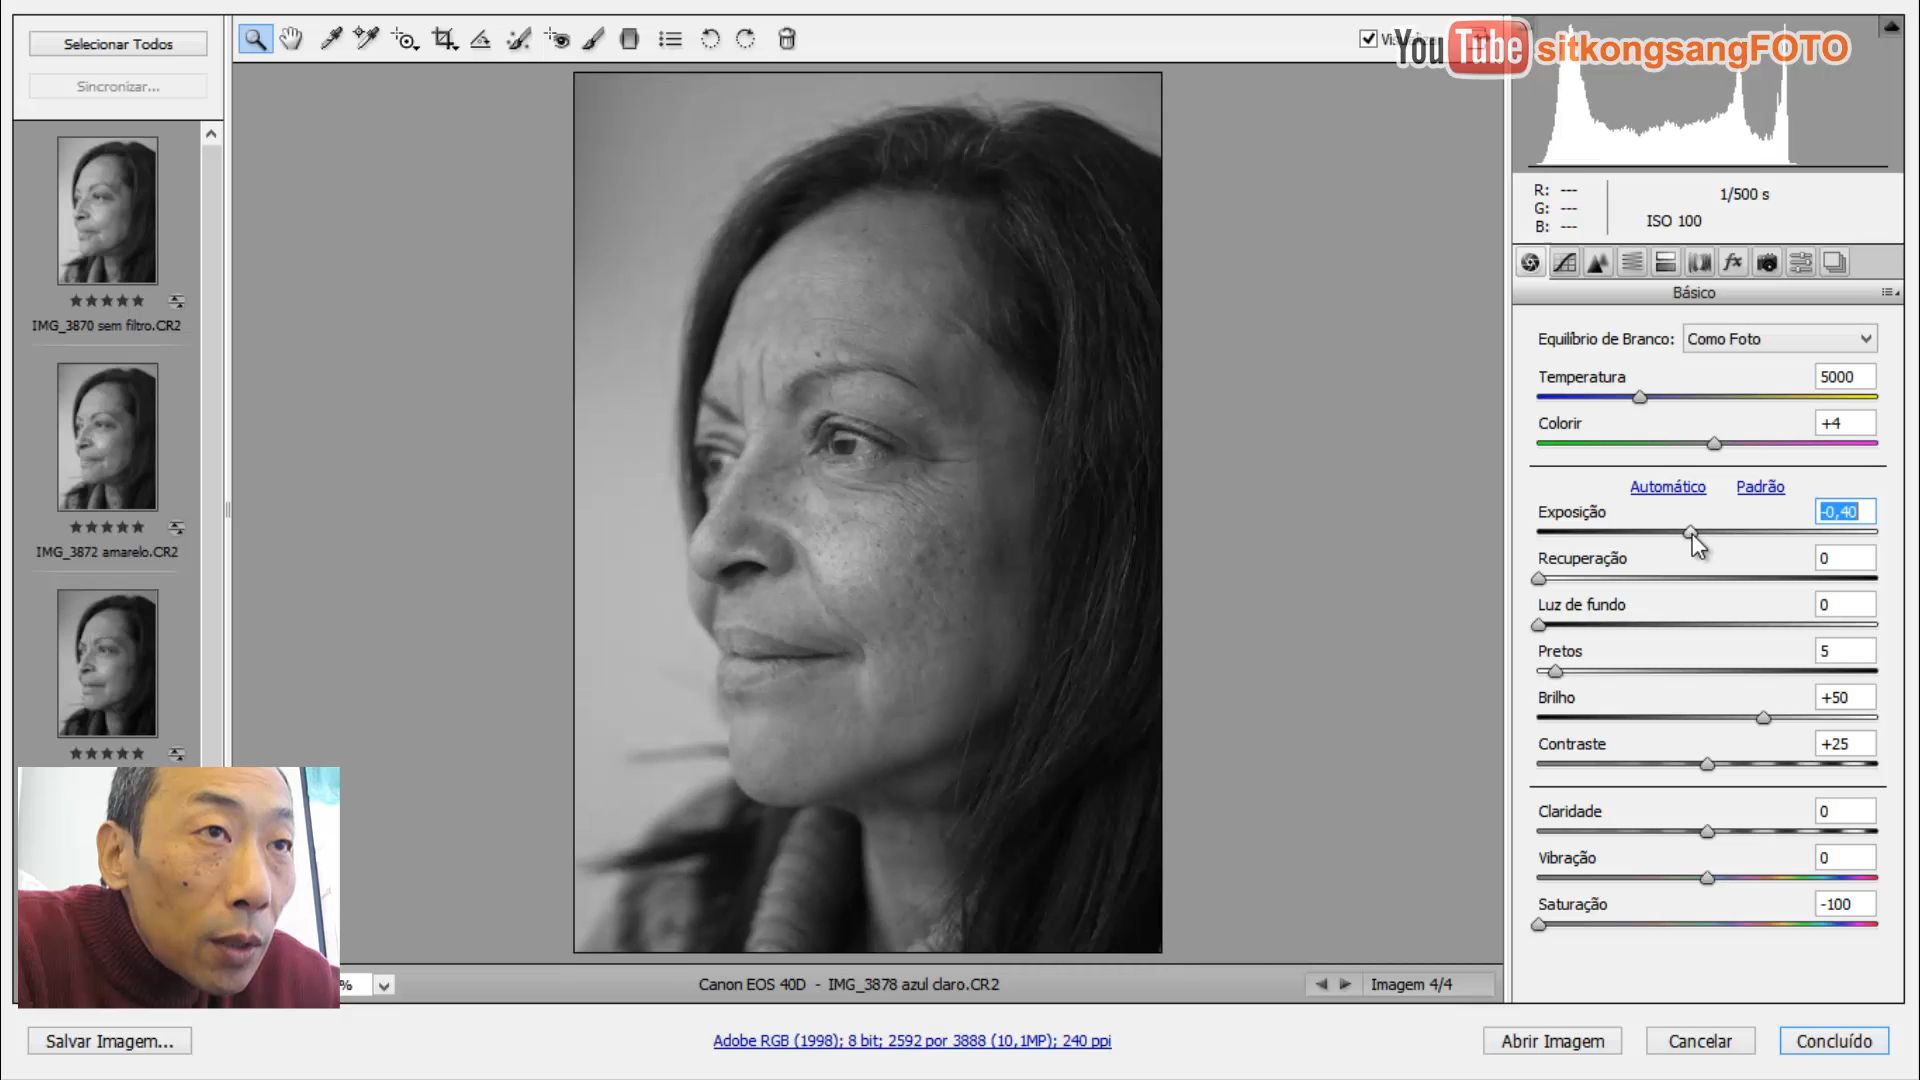 Selecionar Todos
Sincronizar...
YouTube sitkongsangFOTO
R: ---
G: ---
B: ---
1/500 s
ISO 100
IMG_3870 sem filtro.CR2
IMG_3872 amarelo.CR2
Básico
Equilíbrio de Branco: Como Foto
Temperatura 5000
Colorir +4
Automático Padrão
Exposição -0,40
Recuperação 0
Luz de fundo 0
Pretos 5
Brilho +50
Contraste +25
Claridade 0
Vibração 0
Saturação -100
%
Canon EOS 40D - IMG_3878 azul claro.CR2
Imagem 4/4
Salvar Imagem...
Adobe RGB (1998); 8 bit; 2592 por 3888 (10,1MP); 240 ppi
Abrir Imagem
Cancelar
Concluído